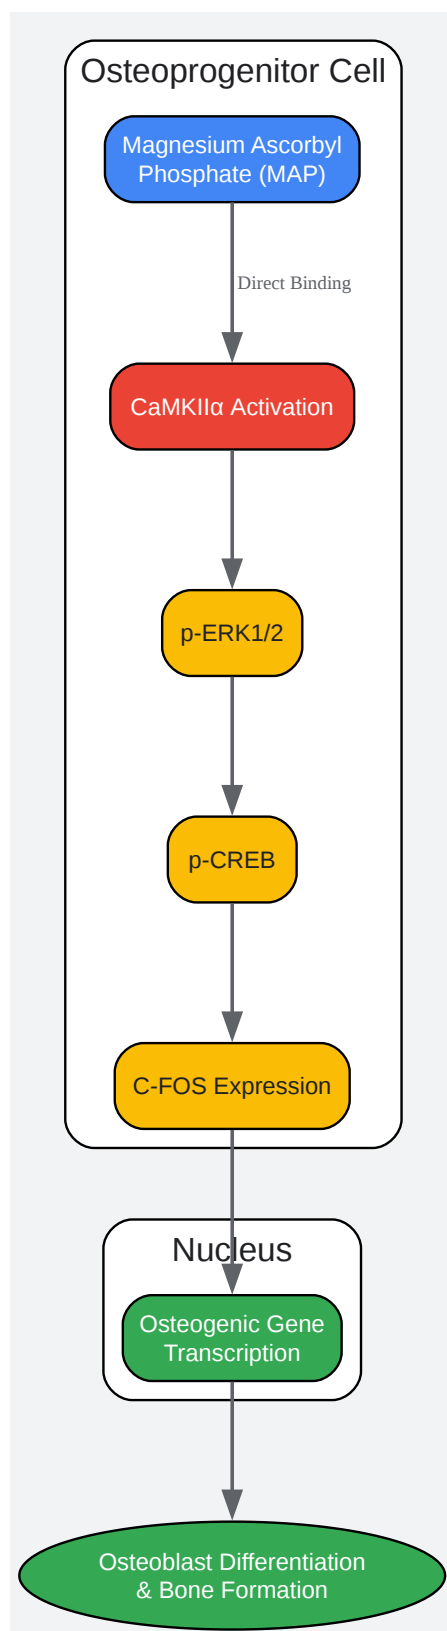 Osteoprogenitor Cell
Magnesium Ascorbyl
Phosphate (MAP)
Direct Binding
CaMKIIα Activation
p-ERK1/2
p-CREB
C-FOS Expression
Nucleus
Osteogenic Gene
Transcription
Osteoblast Differentiation
& Bone Formation